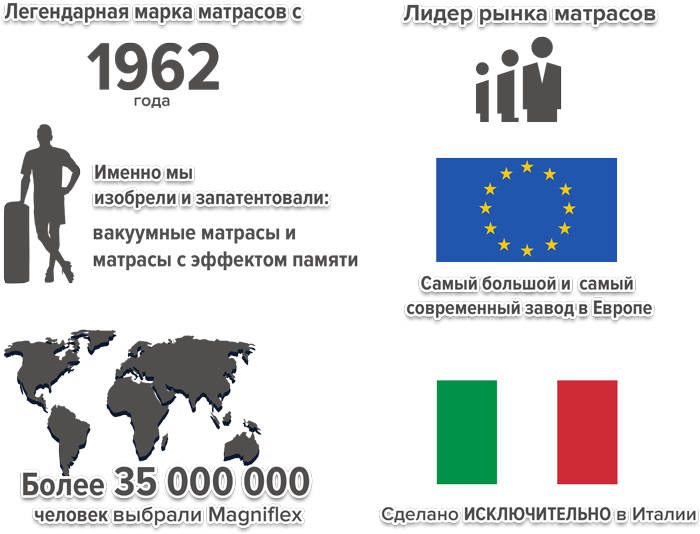 Легендарная марка матрасов с
1962
года
Именно мы
изобрели и запатентовали:
вакуумные матрасы и
матрасы с эффектом памяти
Более 35 000 000
человек выбрали Magniflex
Лидер рынка матрасов
Самый большой и самый
современный завод в Европе
Сделано ИСКЛЮЧИТЕЛЬНО в Италии